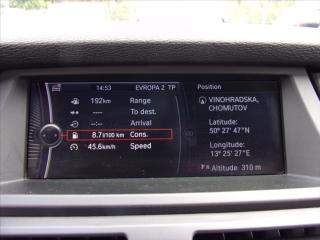 14:53 EVROPA 2 TP
192km Range
--- To dest.
--:-- Arrival
8.7l/100 km Cons.
45.6km/h Speed
Position
VINOHRADSKA,
CHOMUTOV
Latitude:
50° 27' 47"N
Longitude:
13° 25' 27"E
Altitude 310 m